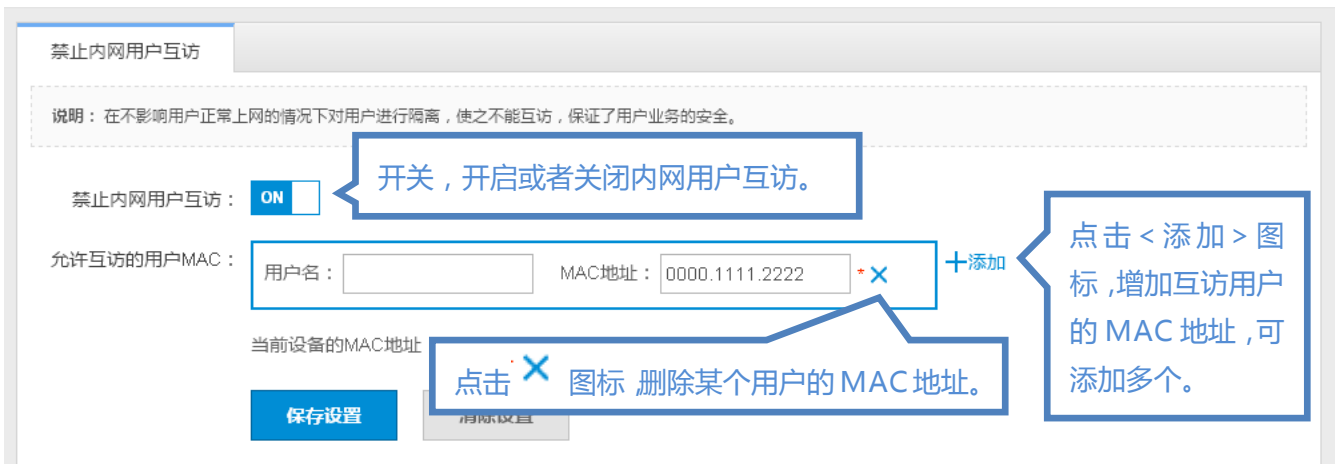 禁止内网用户互访
说明：在不影响用户正常上网的情况下对用户进行隔离，使之不能互访，保证了用户业务的安全。
开关，开启或者关闭内网用户互访。
禁止内网用户互访： ON
允许互访的用户MAC： 用户名： MAC地址： 0000.1111.2222 * ✕ +添加
点击<添加>图
标,增加互访用户
的 MAC 地址,可
添加多个。
当前设备的MAC地址
点击 ✕ 图标 删除某个用户的 MAC 地址。
保存设置 清除设置